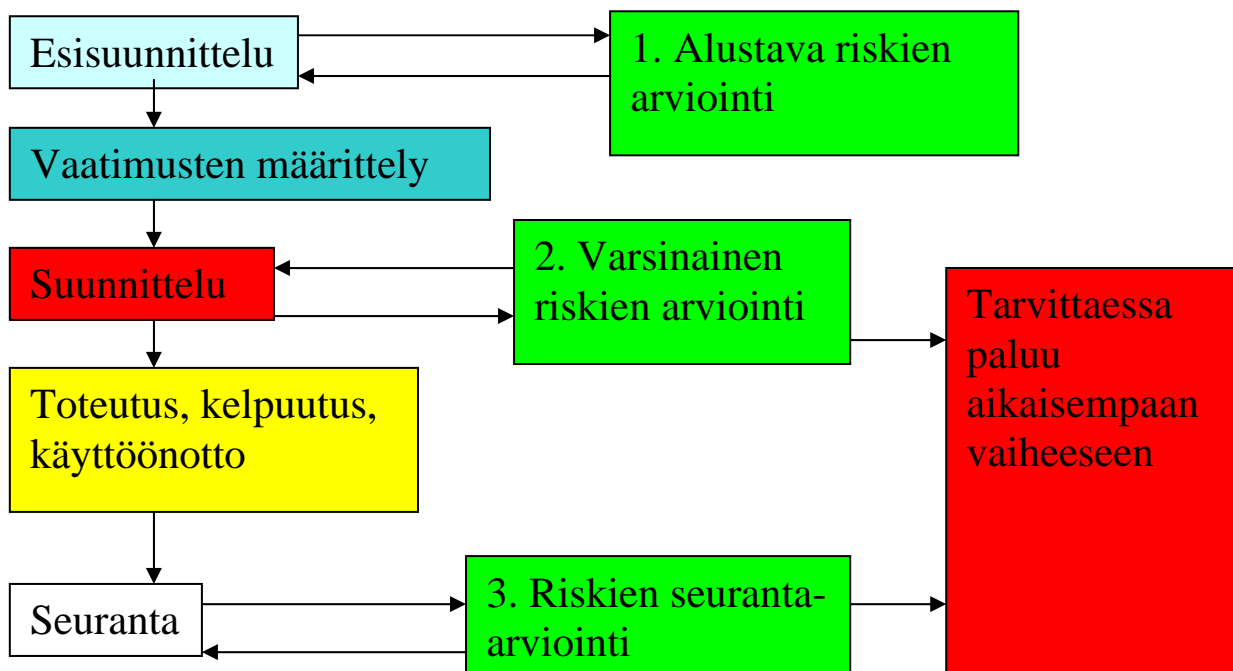 Esisuunnittelu
1. Alustava riskien
arviointi
Vaatimusten määrittely
Suunnittelu
2. Varsinainen
riskien arviointi
Tarvittaessa
paluu
aikaisempaan
vaiheeseen
Toteutus, kelpuutus,
käyttöönotto
Seuranta
3. Riskien seuranta-
arviointi